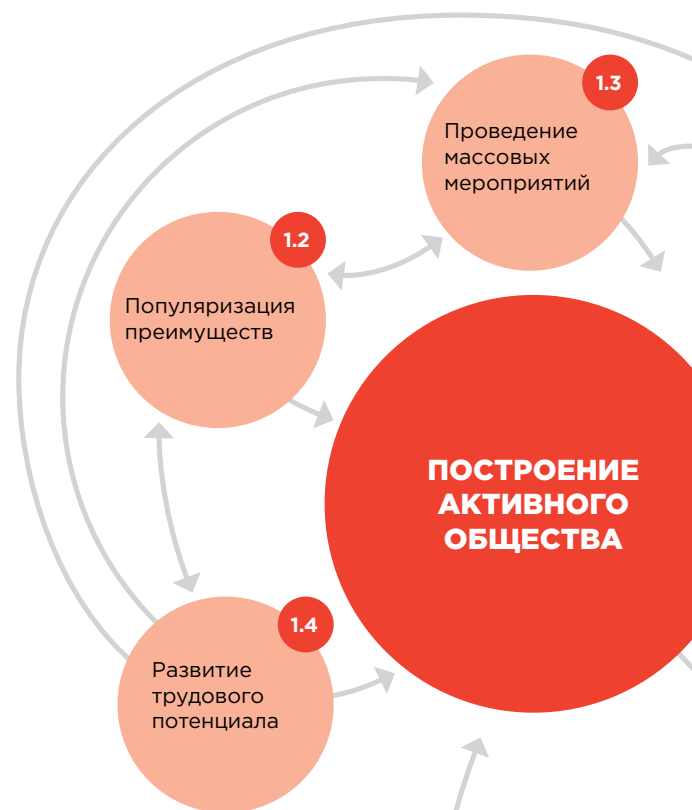 1.3
Проведение
массовых
мероприятий
1.2
Популяризация
преимуществ
ПОСТРОЕНИЕ
АКТИВНОГО
ОБЩЕСТВА
1.4
Развитие
трудового
потенциала